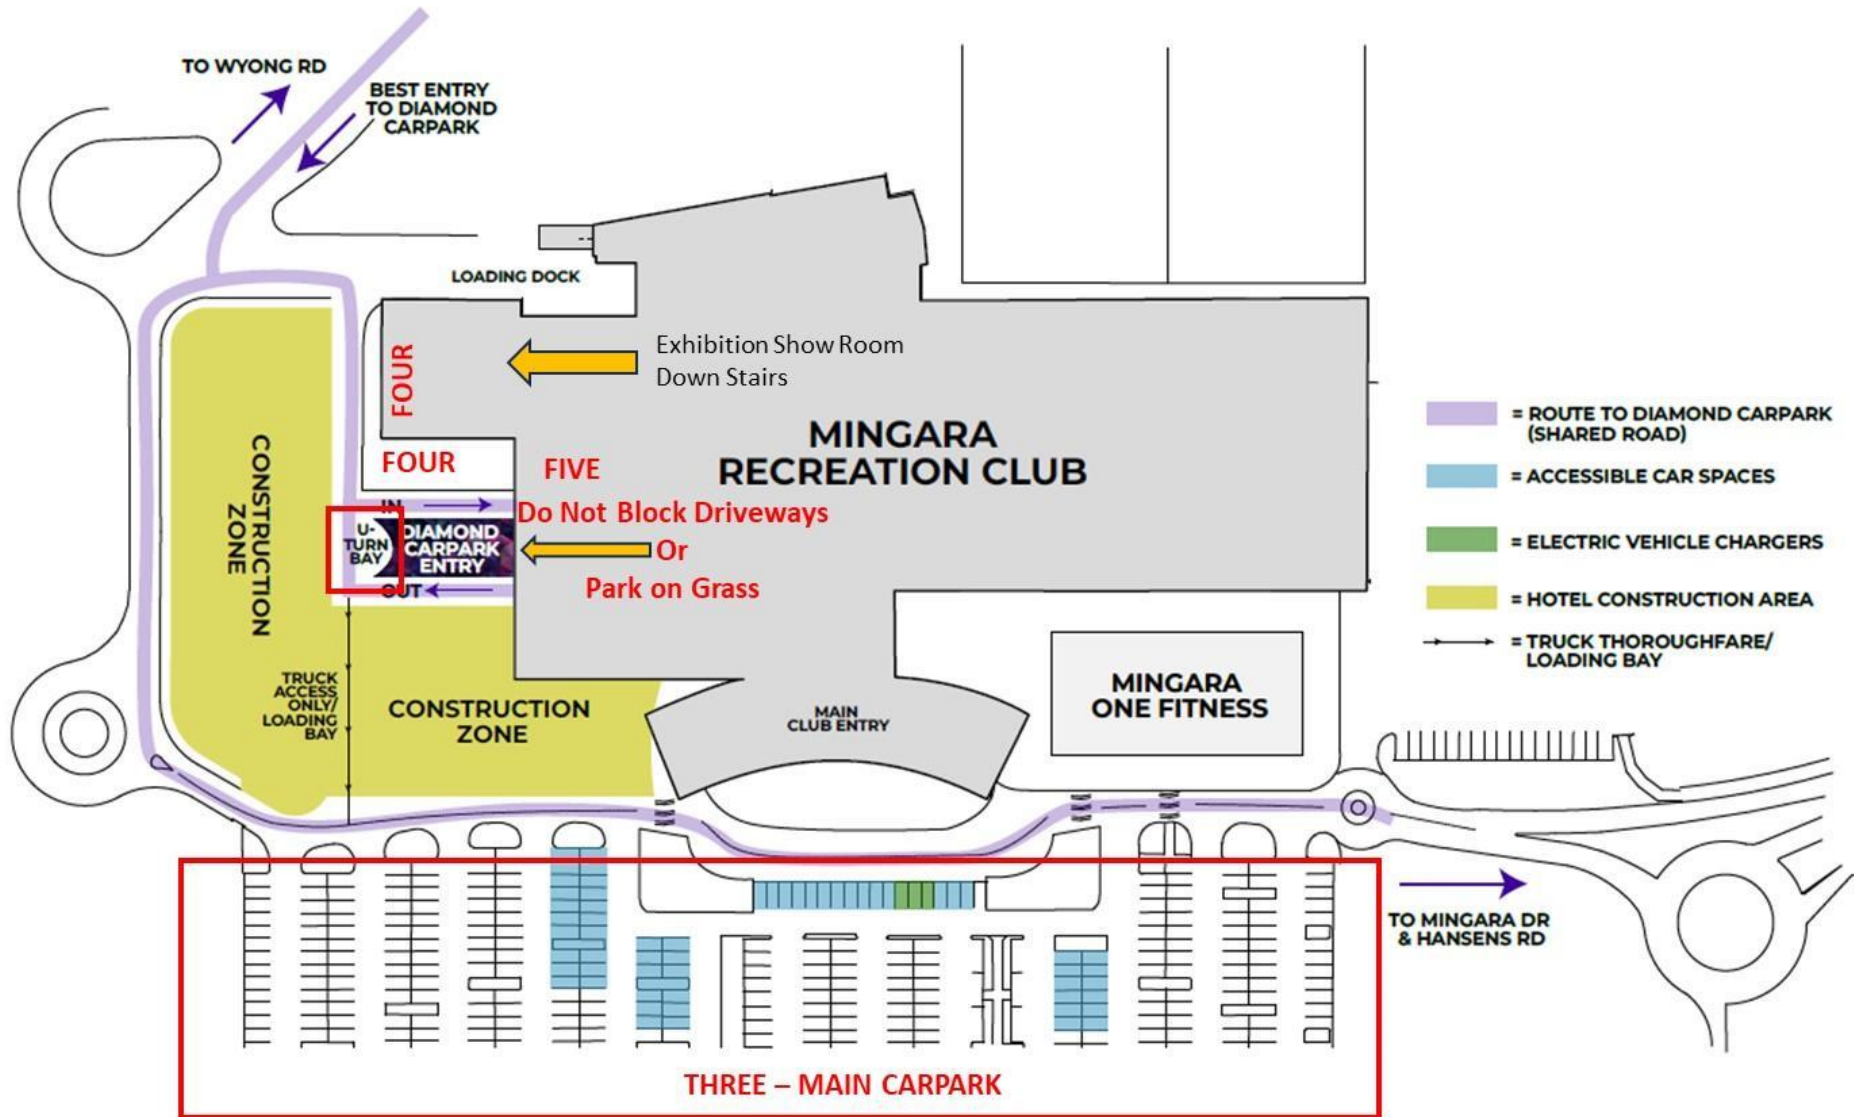 TO WYONG RD
BEST ENTRY
TO DIAMOND
CARPARK
LOADING DOCK
FOUR
Exhibition Show Room
Down Stairs
MINGARA
RECREATION CLUB
CONSTRUCTION
ZONE
FOUR
FIVE
IN
Do Not Block Driveways
U-
TURN
BAY
DIAMOND
CARPARK
ENTRY
Or
OUT
Park on Grass
TRUCK
ACCESS
ONLY/
LOADING
BAY
CONSTRUCTION
ZONE
MAIN
CLUB ENTRY
MINGARA
ONE FITNESS
= ROUTE TO DIAMOND CARPARK
(SHARED ROAD)
= ACCESSIBLE CAR SPACES
= ELECTRIC VEHICLE CHARGERS
= HOTEL CONSTRUCTION AREA
= TRUCK THOROUGHFARE/
LOADING BAY
TO MINGARA DR
& HANSENS RD
THREE – MAIN CARPARK